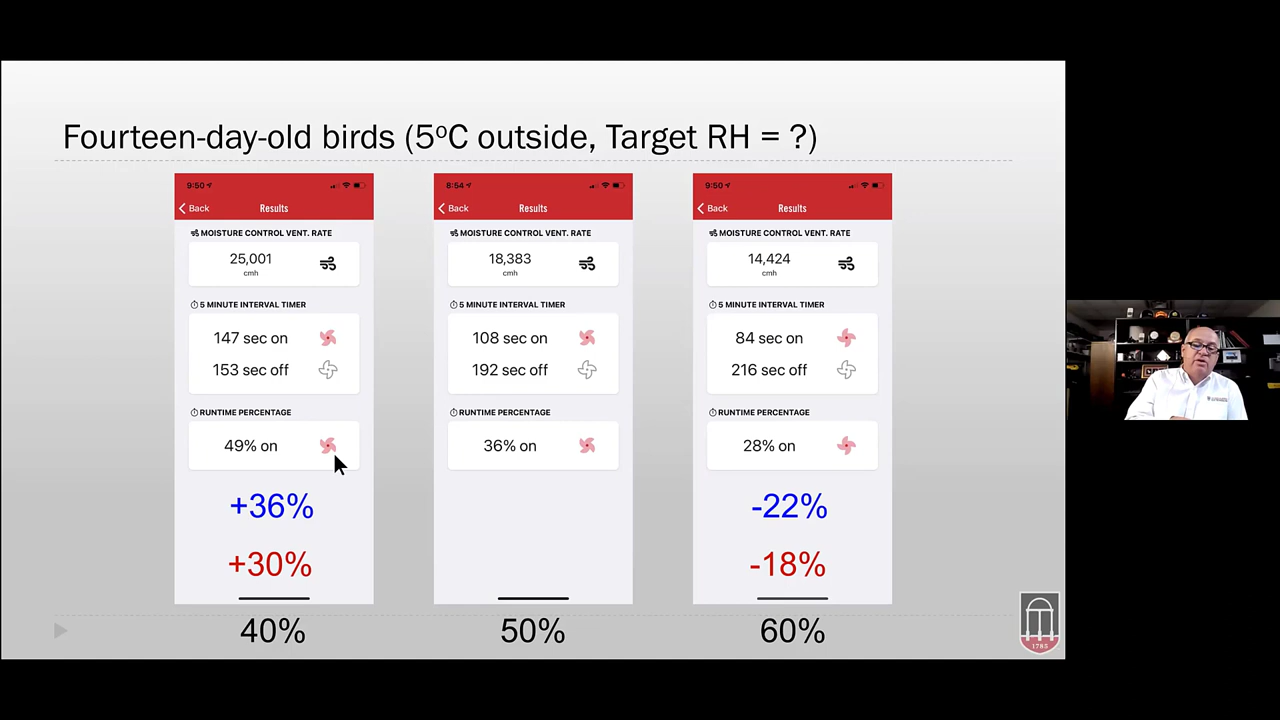 Fourteen-day-old birds (5ºC outside, Target RH = ?)
9:50
Back
Results
MOISTURE CONTROL VENT. RATE
25,001
cmh
5 MINUTE INTERVAL TIMER
147 sec on
153 sec off
RUNTIME PERCENTAGE
49% on
+36%
+30%
40%
8:54
Back
Results
MOISTURE CONTROL VENT. RATE
18,383
cmh
5 MINUTE INTERVAL TIMER
108 sec on
192 sec off
RUNTIME PERCENTAGE
36% on
50%
9:50
Back
Results
MOISTURE CONTROL VENT. RATE
14,424
cmh
5 MINUTE INTERVAL TIMER
84 sec on
216 sec off
RUNTIME PERCENTAGE
28% on
-22%
-18%
60%
1785